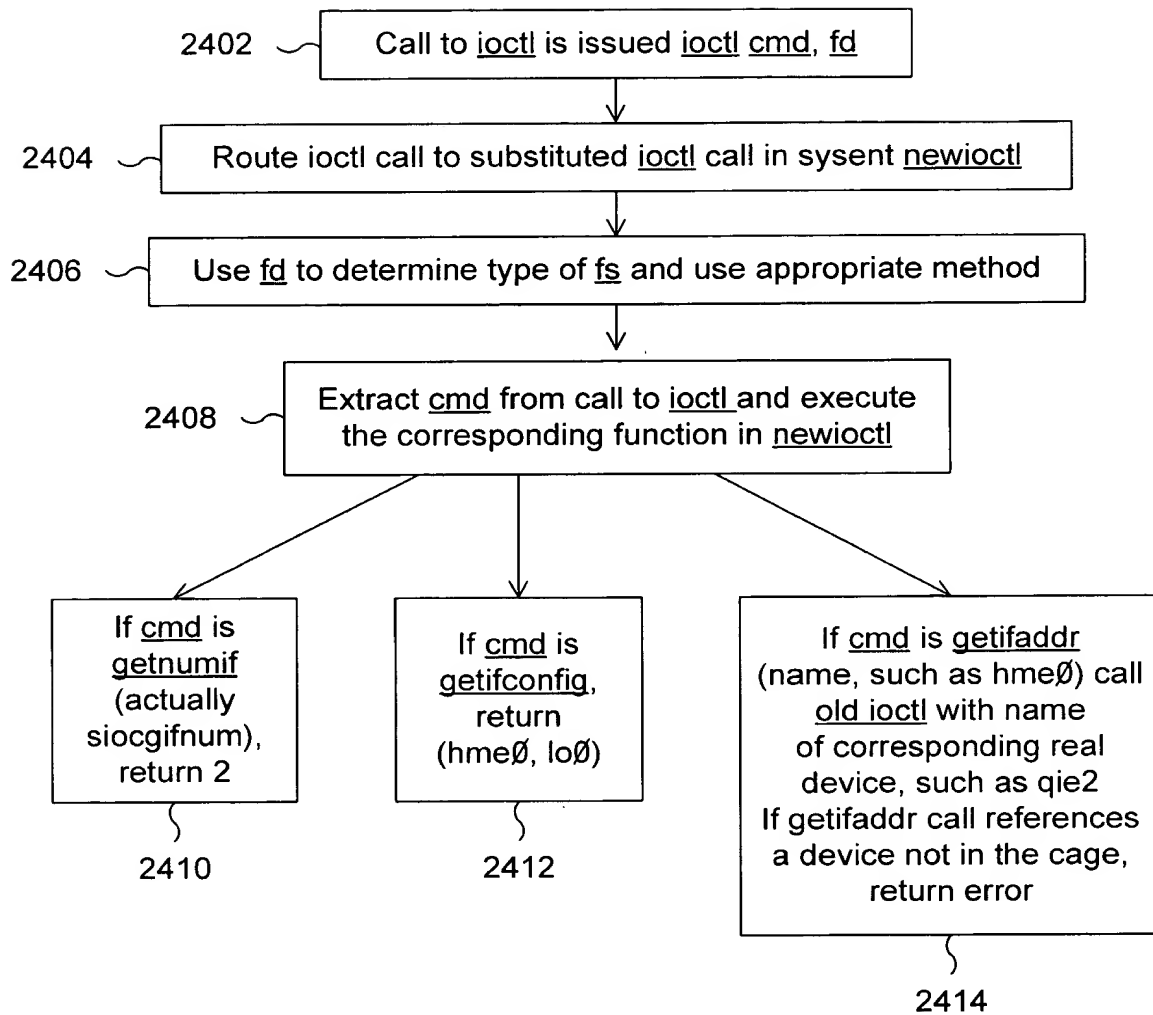 2402
Call to ioctl is issued ioctl cmd, fd
2404
Route ioctl call to substituted ioctl call in sysent newioctl
2406
Use fd to determine type of fs and use appropriate method
2408
Extract cmd from call to ioctl and execute
the corresponding function in newioctl
If cmd is
getnumif
(actually
siocgifnum),
return 2
2410
If cmd is
getifconfig,
return
(hmeØ, loØ)
2412
If cmd is getifaddr
(name, such as hmeØ) call
old ioctl with name
of corresponding real
device, such as qie2
If getifaddr call references
a device not in the cage,
return error
2414